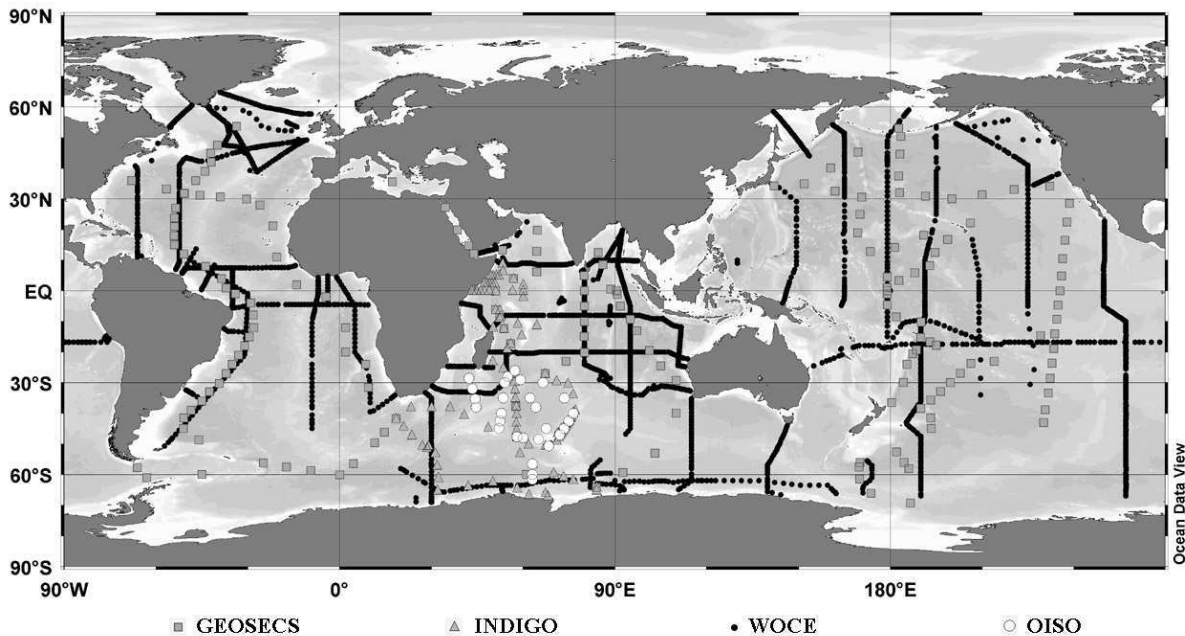 90°N
60°N
30°N
EQ
30°S
60°S
90°S
90°W 0° 90°E 180°E
Ocean Data View
GEOSECS INDIGO WOCE OISO